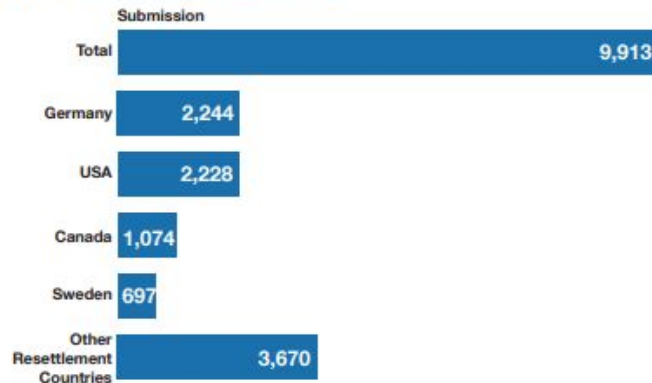 Submission
Total 9,913
Germany 2,244
USA 2,228
Canada 1,074
Sweden 697
Other
Resettlement 3,670
Countries